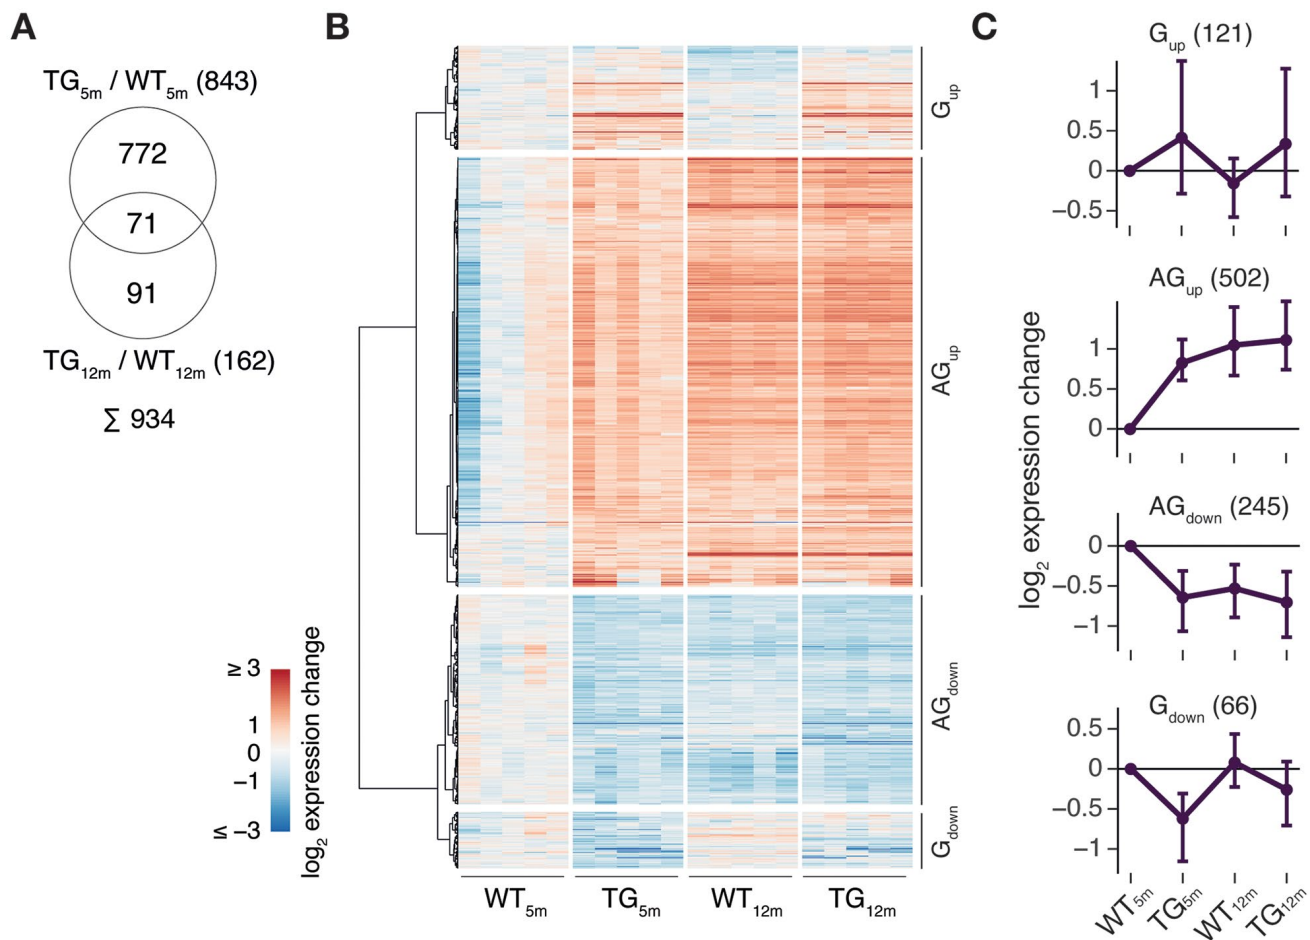 A
TG5m / WT5m (843)
772
71
91
TG12m / WT12m (162)
∑ 934
B
Gup
AGup
AGdown
Gdown
WT5m
TG5m
WT12m
TG12m
≥ 3
1
0
−1
≤ −3
log2 expression change
C
log2 expression change
Gup (121)
1
0.5
0
−0.5
AGup (502)
1
0.5
0
AGdown (245)
0
−0.5
−1
Gdown (66)
0.5
0
−0.5
−1
WT5m
TG5m
WT12m
TG12m